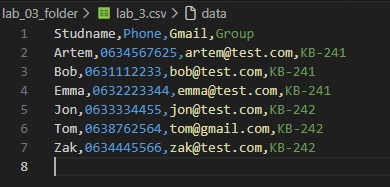 lab_03_folder > lab_3.csv > data
1 Studname,Phone,Gmail,Group
2 Artem,0634567625,artem@test.com,KB-241
3 Bob,0631112233,bob@test.com,KB-241
4 Emma,0632223344,emma@test.com,KB-241
5 Jon,0633334455,jon@test.com,KB-242
6 Tom,0638762564,tom@gmail.com,KB-242
7 Zak,0634445566,zak@test.com,KB-242
8